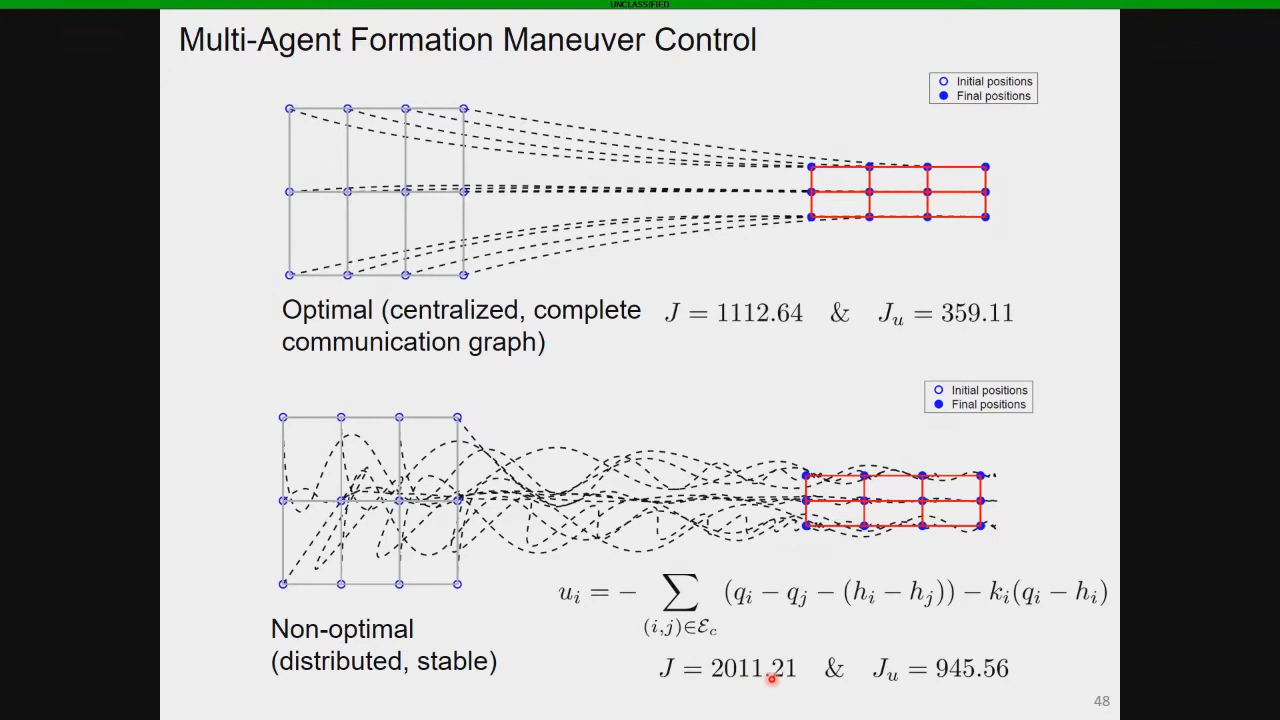 UNCLASSIFIED
Multi-Agent Formation Maneuver Control
Initial positions
Final positions
Optimal (centralized, complete
communication graph)
J = 1112.64 & J_u = 359.11
Initial positions
Final positions
u_i = − ∑_{(i,j)∈ℰ_c} (q_i − q_j − (h_i − h_j)) − k_i(q_i − h_i)
Non-optimal
(distributed, stable)
J = 2011.21 & J_u = 945.56
48